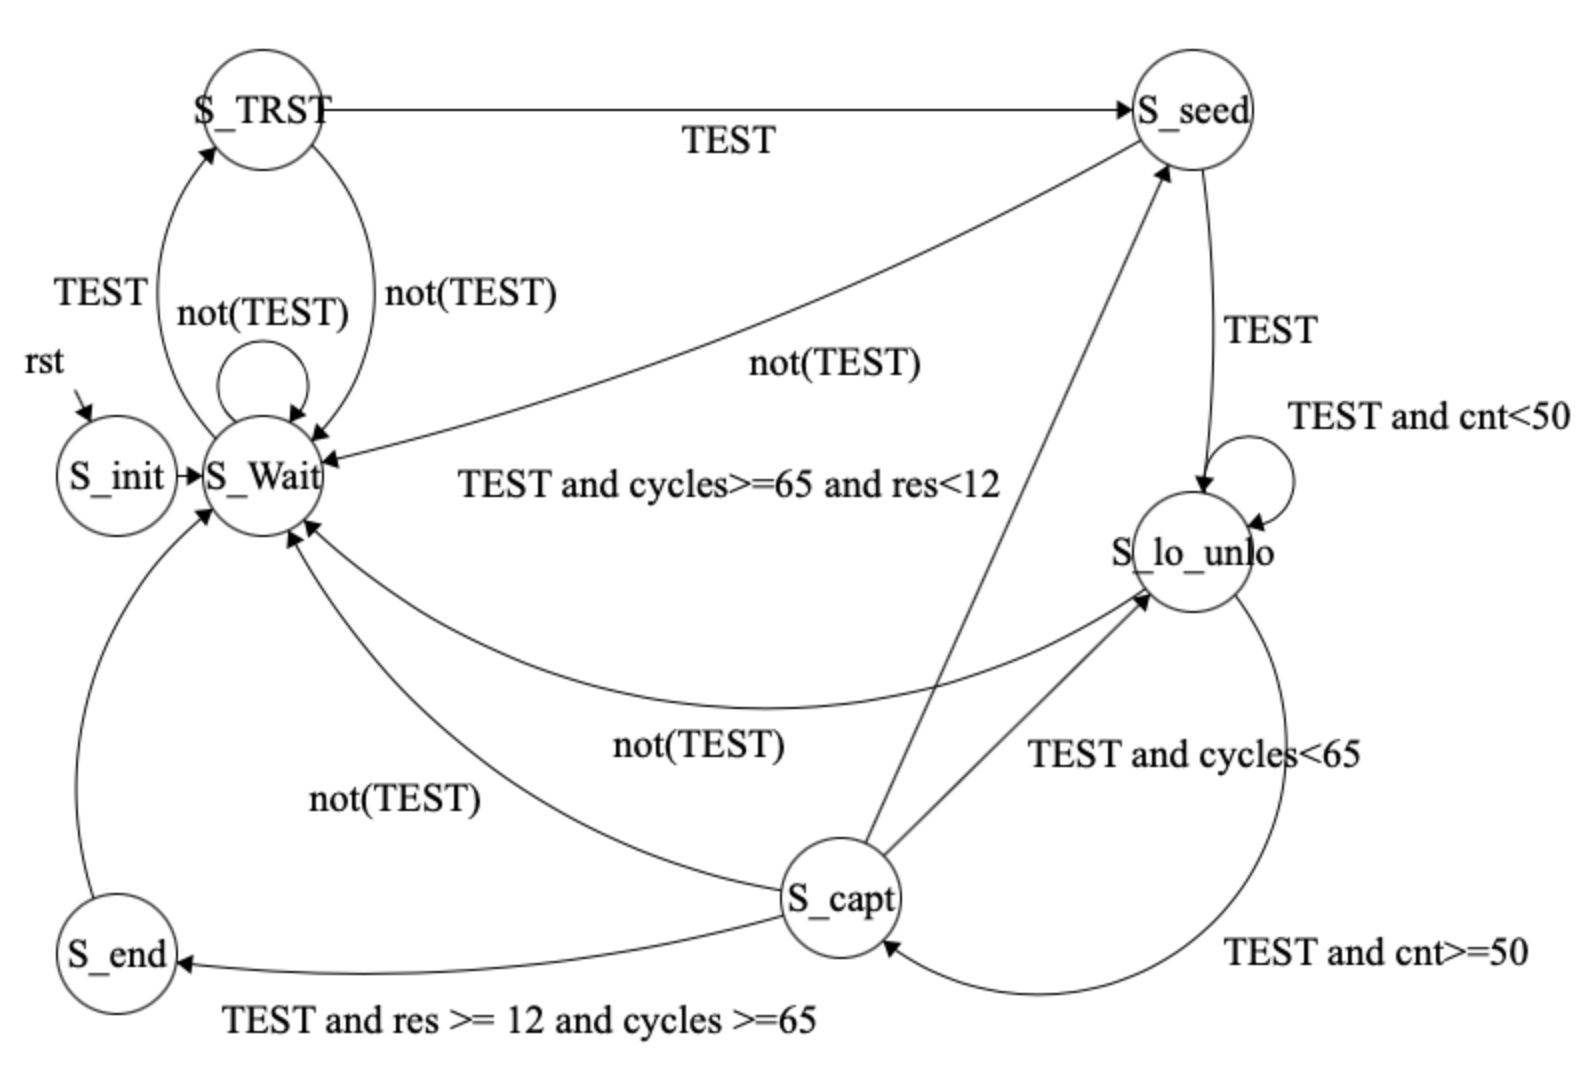 S_TRST
S_seed
TEST
TEST
not(TEST)
not(TEST)
TEST
rst
not(TEST)
TEST and cnt<50
S_init
S_Wait
TEST and cycles>=65 and res<12
S_lo_unlo
not(TEST)
TEST and cycles<65
not(TEST)
S_capt
S_end
TEST and cnt>=50
TEST and res >= 12 and cycles >=65